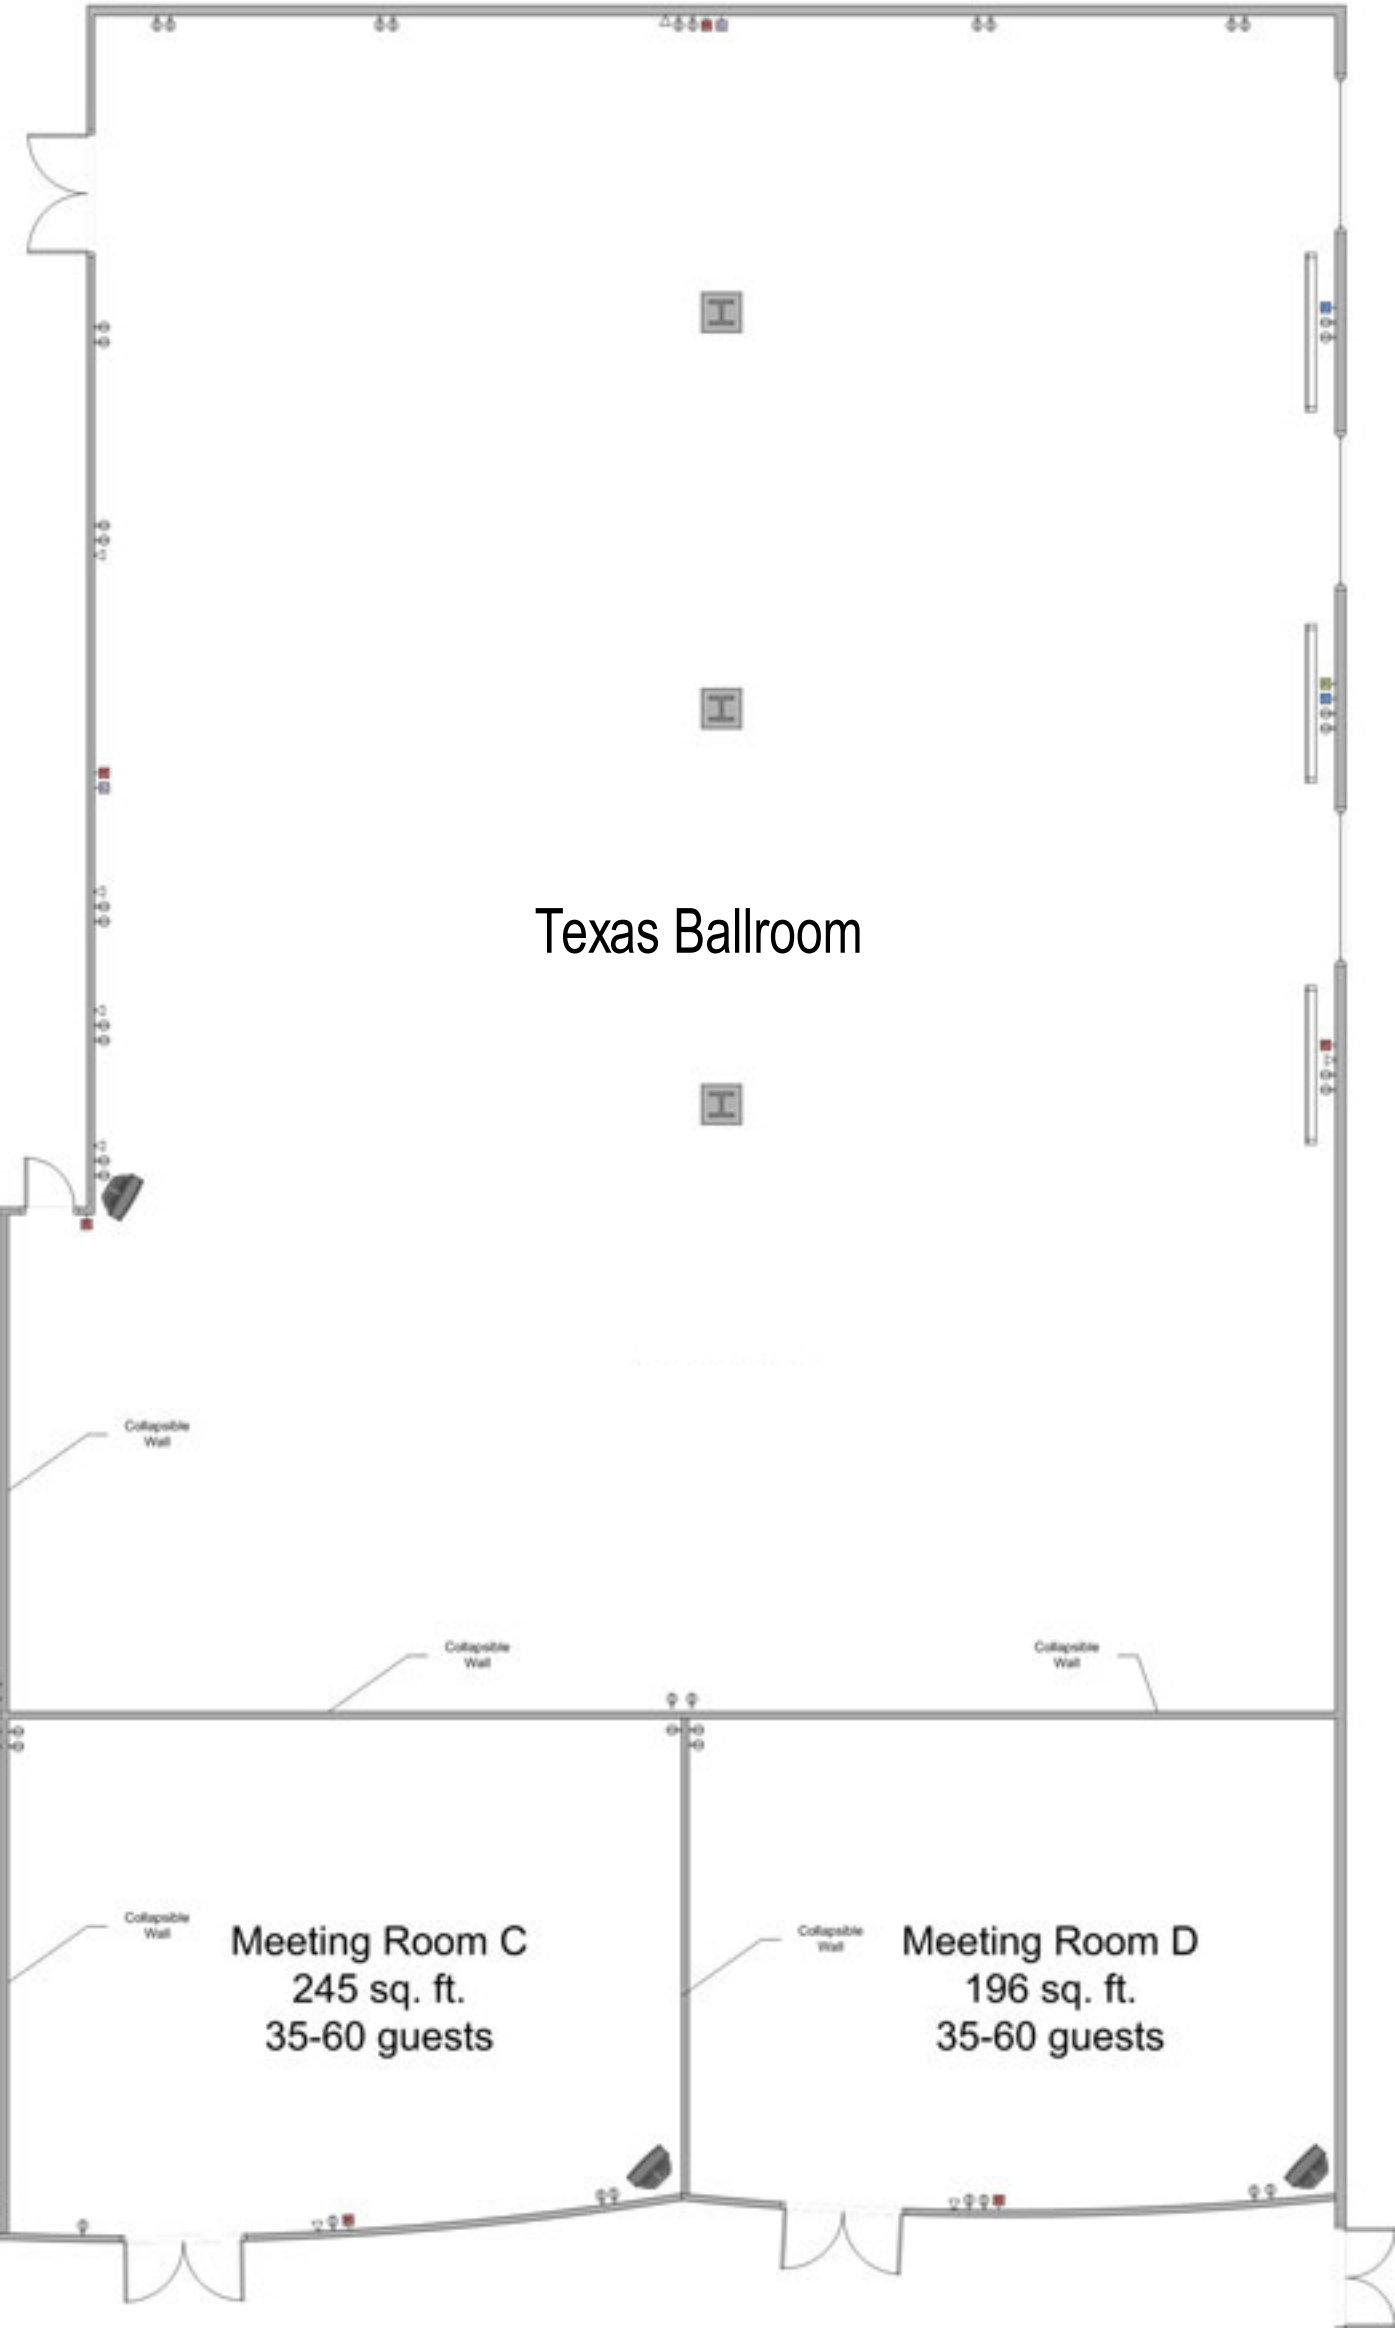 Texas Ballroom
Collapsible
Wall
Collapsible
Wall
Collapsible
Wall
Collapsible
Wall
Meeting Room C
245 sq. ft.
35-60 guests
Collapsible
Wall
Meeting Room D
196 sq. ft.
35-60 guests